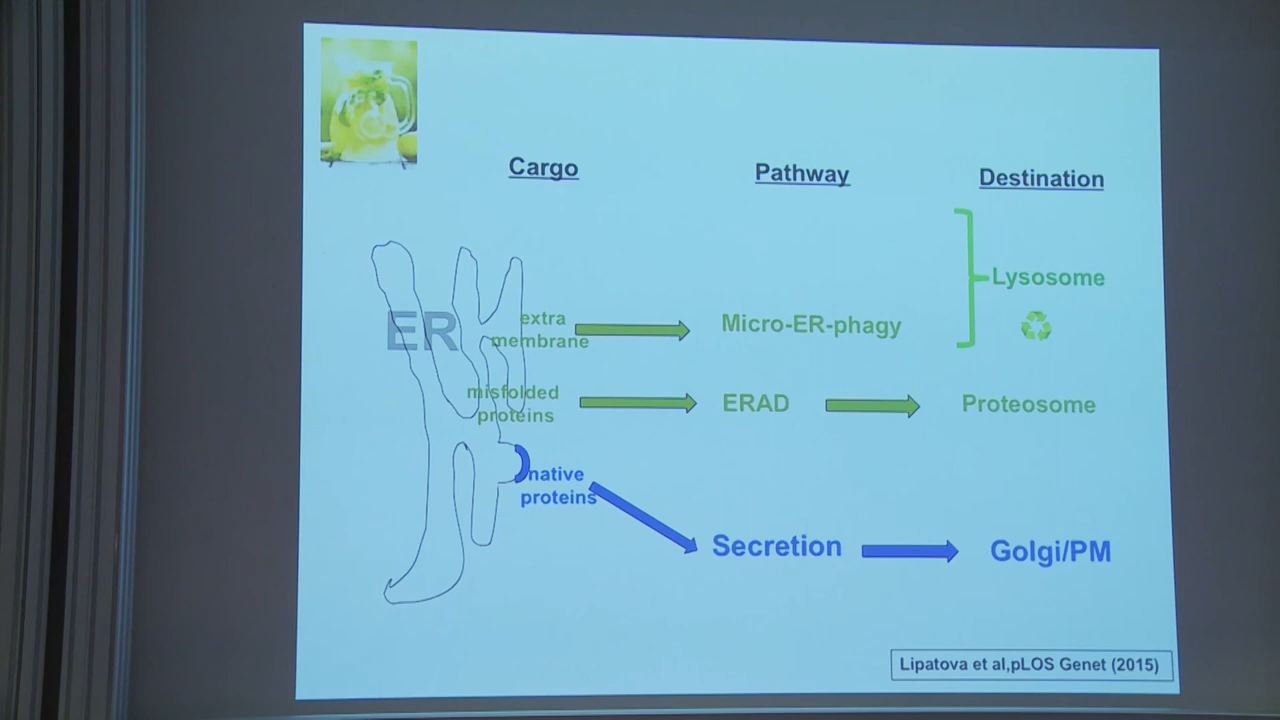 Cargo
Pathway
Destination
Lysosome
ER
extra
membrane
Micro-ER-phagy
misfolded
proteins
ERAD
Proteosome
native
proteins
Secretion
Golgi/PM
Lipatova et al,pLOS Genet (2015)